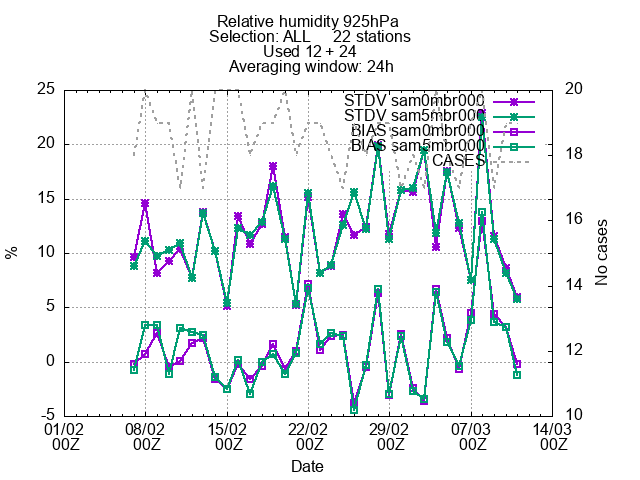 Relative humidity 925hPa
Selection: ALL 22 stations
Used 12 + 24
Averaging window: 24h
25
20
15
10
5
0
-5
%
20
18
16
14
12
10
No cases
STDV sam0mbr000
STDV sam5mbr000
BIAS sam0mbr000
BIAS sam5mbr000
CASES
01/02 08/02 15/02 22/02 29/02 07/03 14/03
00Z 00Z 00Z 00Z 00Z 00Z 00Z
Date